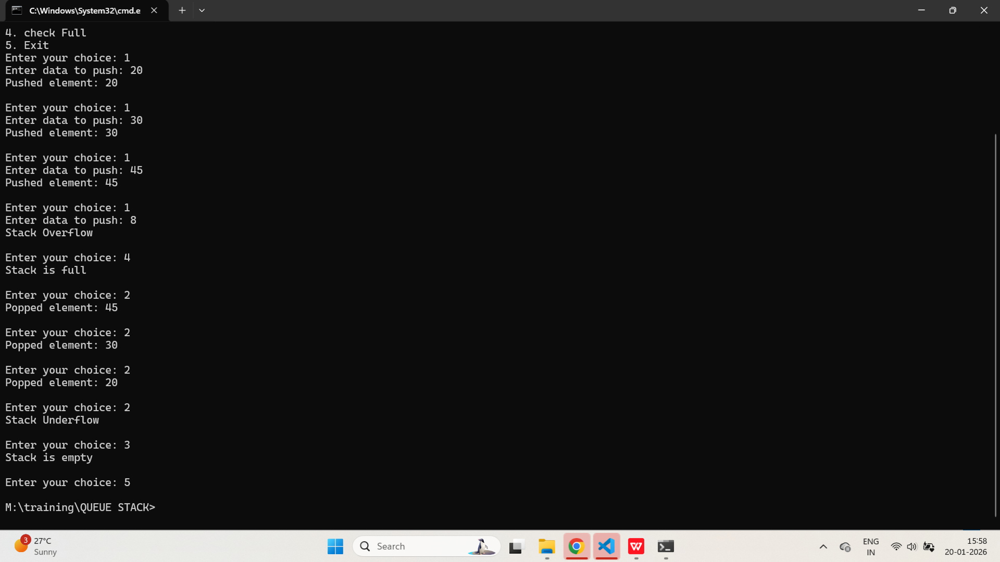 C:\Windows\System32\cmd.e
4. check Full
5. Exit
Enter your choice: 1
Enter data to push: 20
Pushed element: 20
Enter your choice: 1
Enter data to push: 30
Pushed element: 30
Enter your choice: 1
Enter data to push: 45
Pushed element: 45
Enter your choice: 1
Enter data to push: 8
Stack Overflow
Enter your choice: 4
Stack is full
Enter your choice: 2
Popped element: 45
Enter your choice: 2
Popped element: 30
Enter your choice: 2
Popped element: 20
Enter your choice: 2
Stack Underflow
Enter your choice: 3
Stack is empty
Enter your choice: 5
M:\training\QUEUE STACK>
3
27°C
Sunny
Search
W
ENG
IN
15:58
20-01-2026